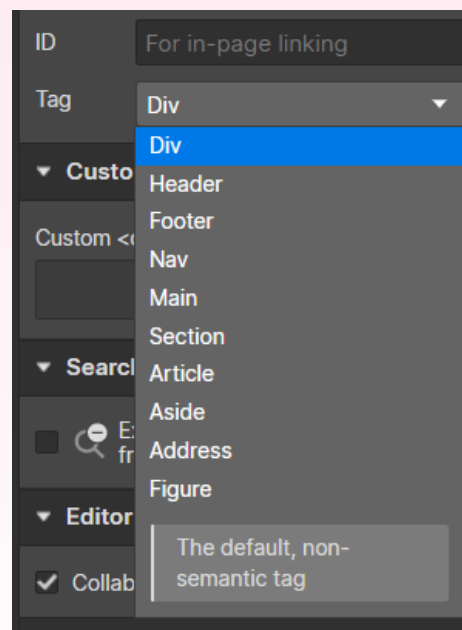 ID
For in-page linking
Tag
Div
Div
Header
Footer
Nav
Main
Section
Article
Aside
Address
Figure
The default, non-
semantic tag
Custo
Custom <
Search
Editor
Collab